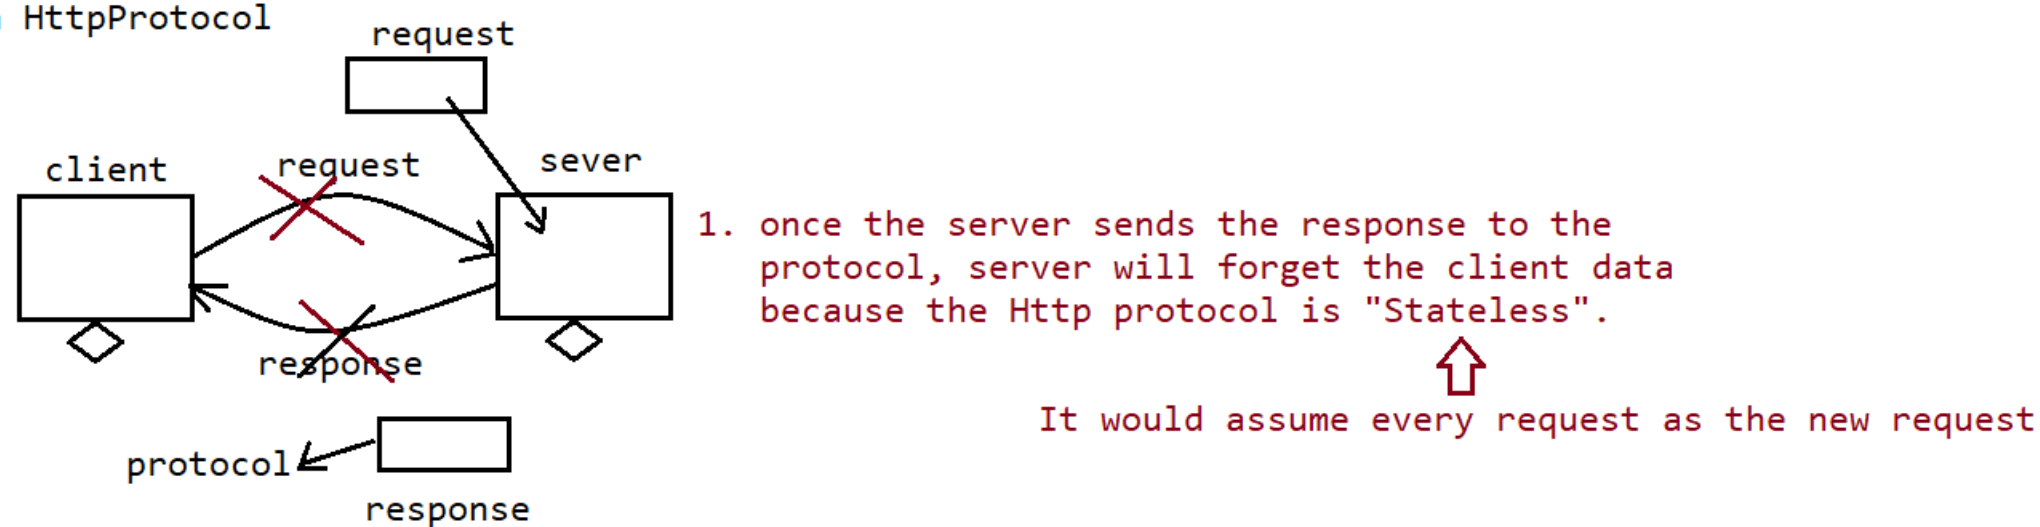 HttpProtocol
request
client
request
sever
1. once the server sends the response to the
protocol, server will forget the client data
because the Http protocol is "Stateless".
response
It would assume every request as the new request
protocol
response